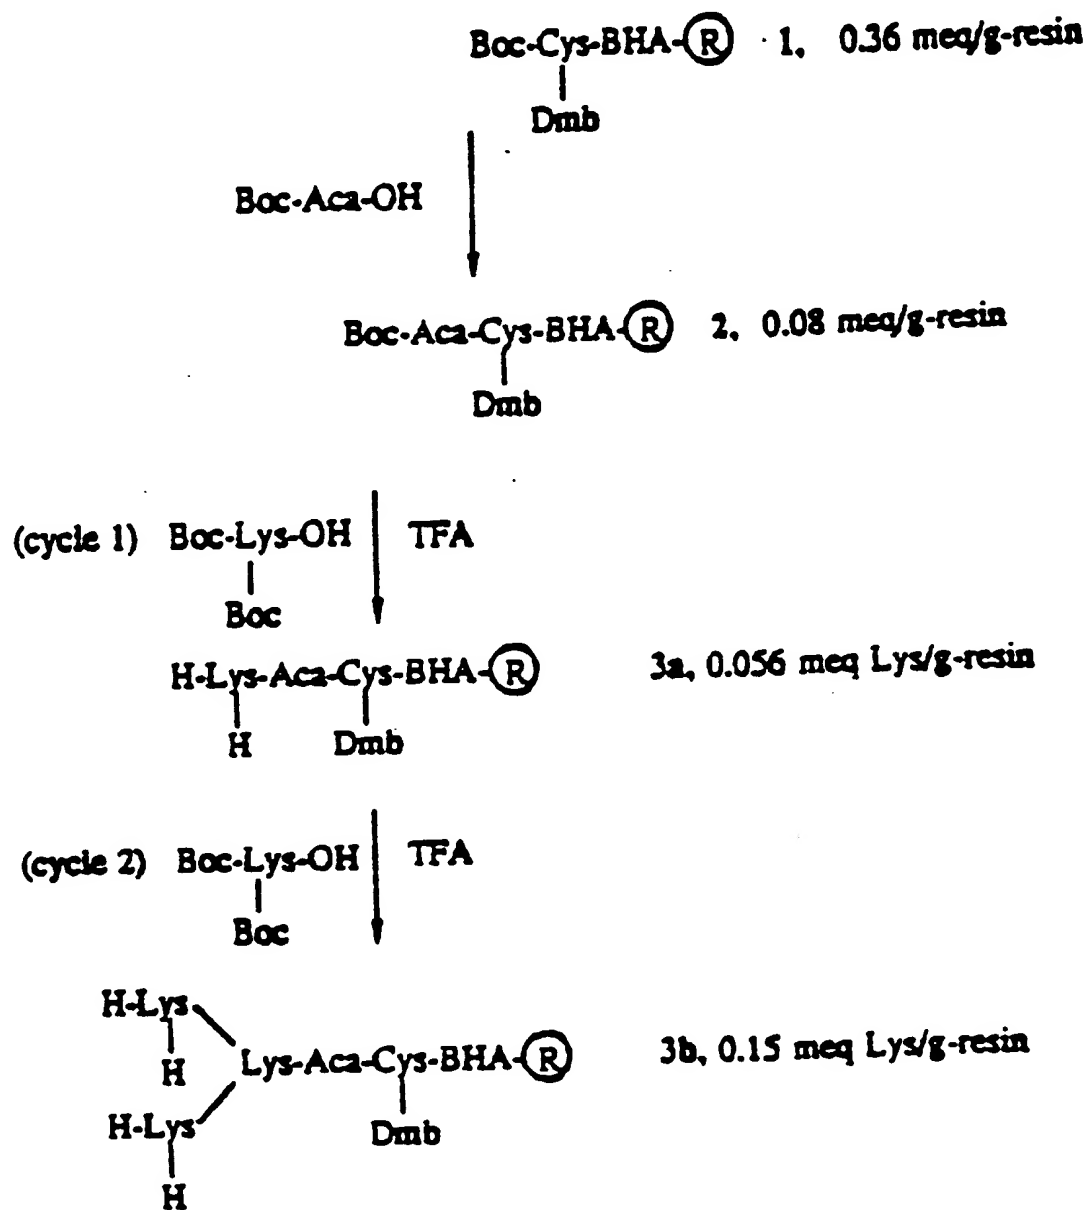 Boc-Cys-BHA-R 1, 0.36 meq/g-resin
Dmb
Boc-Aca-OH
Boc-Aca-Cys-BHA-R 2, 0.08 meq/g-resin
Dmb
(cycle 1) Boc-Lys-OH TFA
Boc
H-Lys-Aca-Cys-BHA-R 3a, 0.056 meq Lys/g-resin
H Dmb
(cycle 2) Boc-Lys-OH TFA
Boc
H-Lys
H Lys-Aca-Cys-BHA-R 3b, 0.15 meq Lys/g-resin
H-Lys Dmb
H